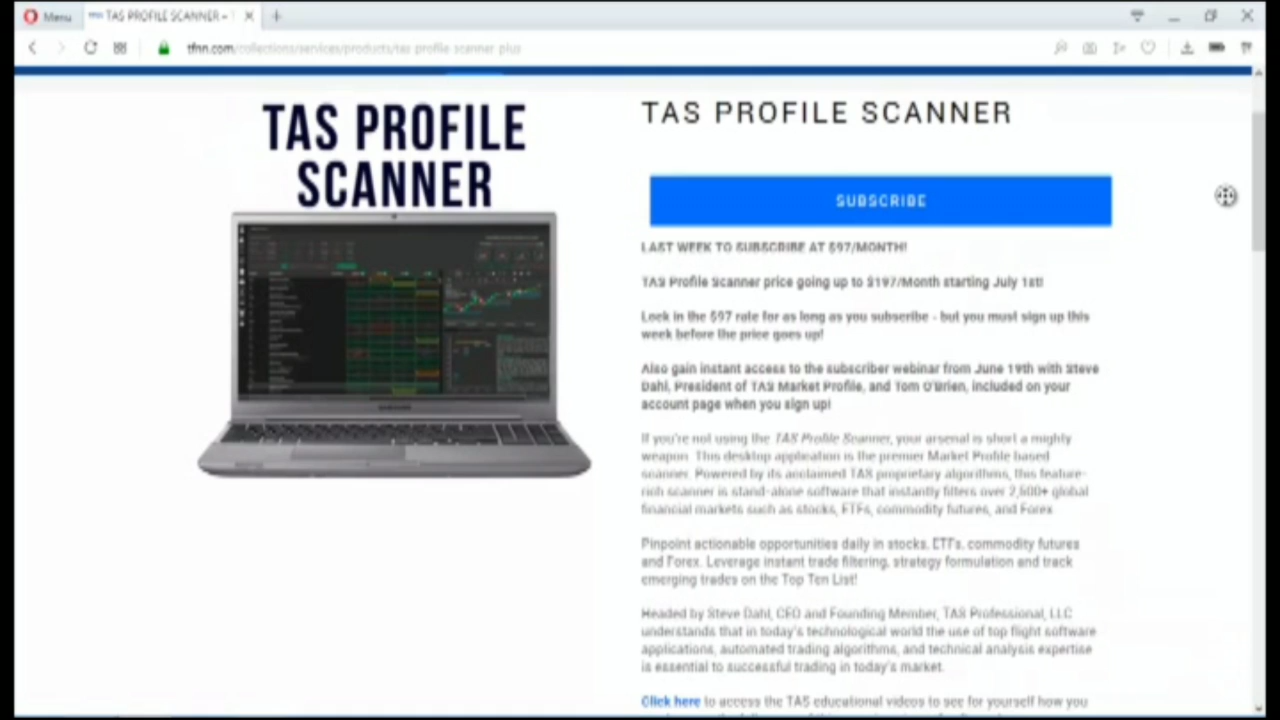 Menu
TAS PROFILE SCANNER –
tfnn.com/collections/services/products/tas-profile-scanner-plus
TAS PROFILE
SCANNER
TAS PROFILE SCANNER
SUBSCRIBE
LAST WEEK TO SUBSCRIBE AT $97/MONTH!
TAS Profile Scanner price going up to $197/Month starting July 1st!
Lock in the $97 rate for as long as you subscribe - but you must sign up this
week before the price goes up!
Also gain instant access to the subscriber webinar from June 19th with Steve
Dahl, President of TAS Market Profile, and Tom O'Brien, included on your
account page when you sign up!
If you're not using the TAS Profile Scanner, your arsenal is short a mighty
weapon. This desktop application is the premier Market Profile based
scanner. Powered by its acclaimed TAS proprietary algorithms, this feature-
rich scanner is stand-alone software that instantly filters over 2,500+ global
financial markets such as stocks, ETFs, commodity futures, and Forex
Pinpoint actionable opportunities daily in stocks, ETFs, commodity futures
and Forex. Leverage instant trade filtering, strategy formulation and track
emerging trades on the Top Ten List!
Headed by Steve Dahl, CEO and Founding Member, TAS Professional, LLC
understands that in today's technological world the use of top flight software
applications, automated trading algorithms, and technical analysis expertise
is essential to successful trading in today's market.
Click here to access the TAS educational videos to see for yourself how you